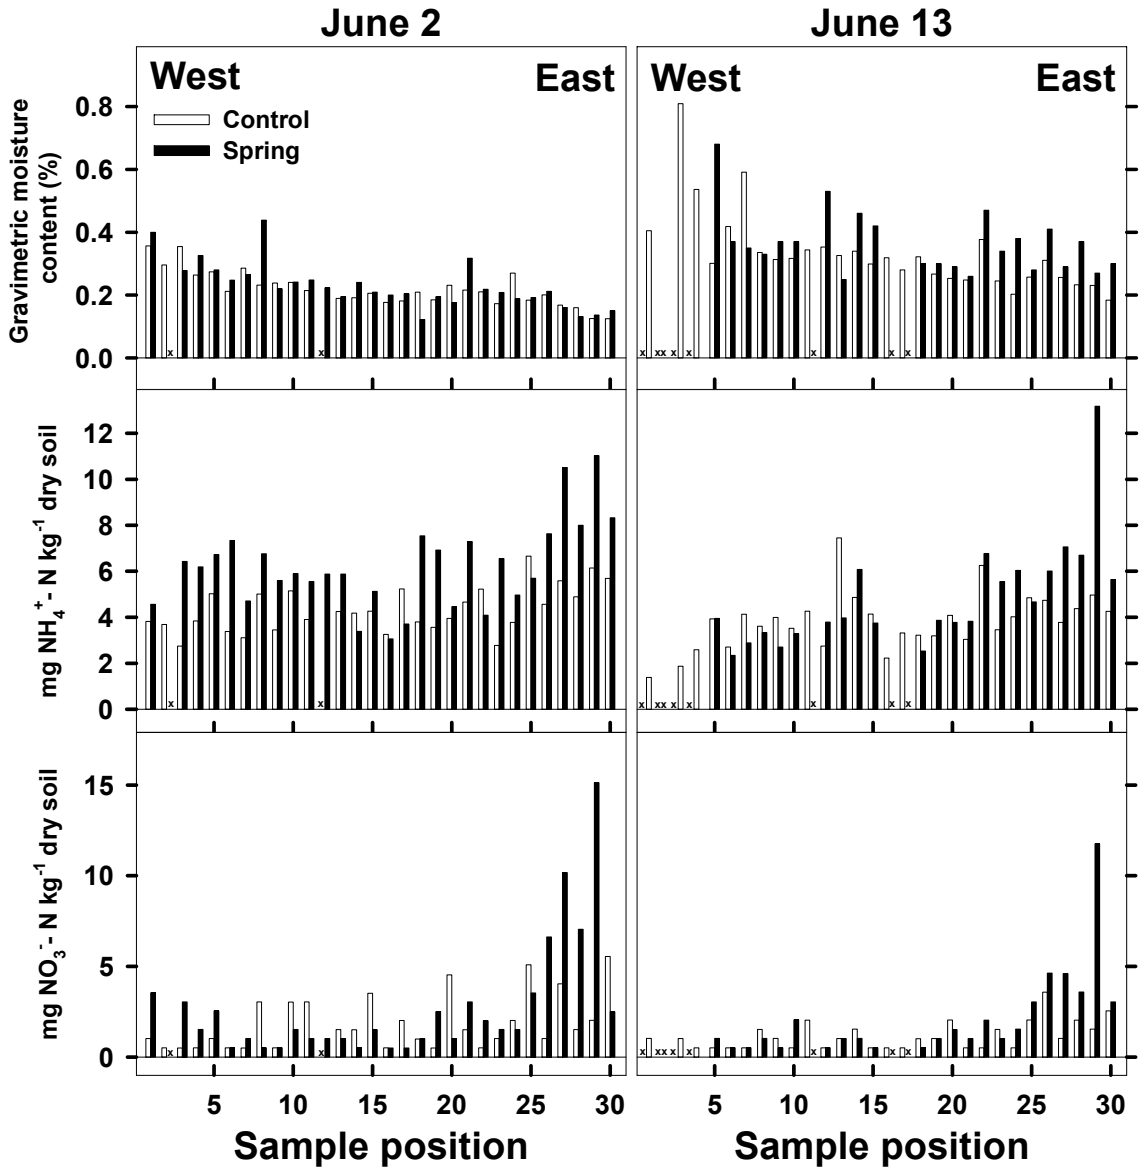 June 2
June 13
West
East
West
East
Control
Spring
Gravimetric moisture
content (%)
0.8
0.6
0.4
0.2
0.0
x
x
x
xx
x
x
x
x
x
mg NH₄⁺- N kg⁻¹ dry soil
12
10
8
6
4
2
0
x
x
x
xx
x
x
x
x
x
mg NO₃⁻- N kg⁻¹ dry soil
15
10
5
0
x
x
x
xx
x
x
x
x
x
5
10
15
20
25
30
5
10
15
20
25
30
Sample position
Sample position